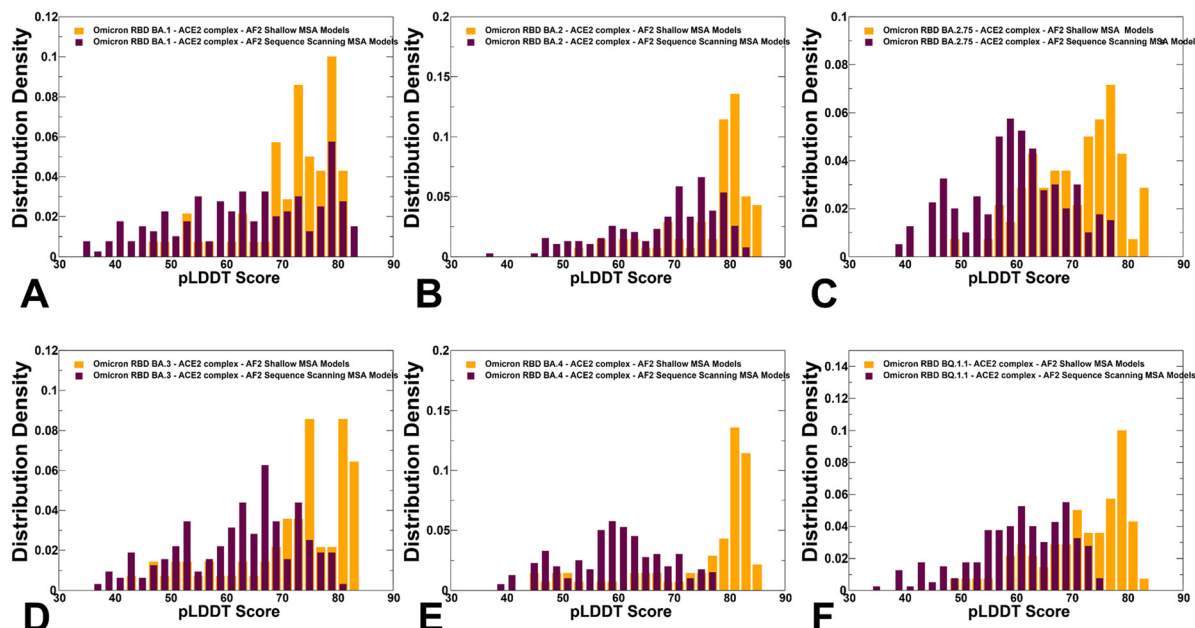 0.12
0.1
0.08
0.06
0.04
0.02
0
Distribution Density
Omicron RBD BA.1 - ACE2 complex - AF2 Shallow MSA Models
Omicron RBD BA.1 - ACE2 complex - AF2 Sequence Scanning MSA Models
30 40 50 60 70 80 90
pLDDT Score
A
0.2
0.15
0.1
0.05
0
Distribution Density
Omicron RBD BA.2 - ACE2 complex - AF2 Shallow MSA Models
Omicron RBD BA.2 - ACE2 complex - AF2 Sequence Scanning MSA Models
30 40 50 60 70 80 90
pLDDT Score
B
0.1
0.08
0.06
0.04
0.02
0
Distribution Density
Omicron RBD BA.2.75 - ACE2 complex - AF2 Shallow MSA Models
Omicron RBD BA.2.75 - ACE2 complex - AF2 Sequence Scanning MSA Models
30 40 50 60 70 80 90
pLDDT Score
C
0.12
0.1
0.08
0.06
0.04
0.02
0
Distribution Density
Omicron RBD BA.3 - ACE2 complex - AF2 Shallow MSA Models
Omicron RBD BA.3 - ACE2 complex - AF2 Sequence Scanning MSA Models
30 40 50 60 70 80 90
pLDDT Score
D
0.2
0.15
0.1
0.05
0
Distribution Density
Omicron RBD BA.4 - ACE2 complex - AF2 Shallow MSA Models
Omicron RBD BA.4 - ACE2 complex - AF2 Sequence Scanning MSA Models
30 40 50 60 70 80 90
pLDDT Score
E
0.14
0.12
0.1
0.08
0.06
0.04
0.02
0
Distribution Density
Omicron RBD BQ.1.1- ACE2 complex - AF2 Shallow MSA Models
Omicron RBD BQ.1.1 - ACE2 complex - AF2 Sequence Scanning MSA Models
30 40 50 60 70 80 90
pLDDT Score
F